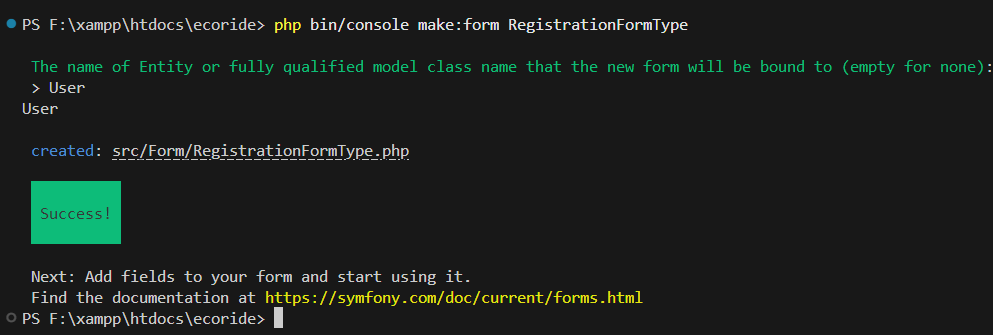 PS F:\xampp\htdocs\ecoride> php bin/console make:form RegistrationFormType
The name of Entity or fully qualified model class name that the new form will be bound to (empty for none):
> User
User
created: src/Form/RegistrationFormType.php
Success!
Next: Add fields to your form and start using it.
Find the documentation at https://symfony.com/doc/current/forms.html
PS F:\xampp\htdocs\ecoride>